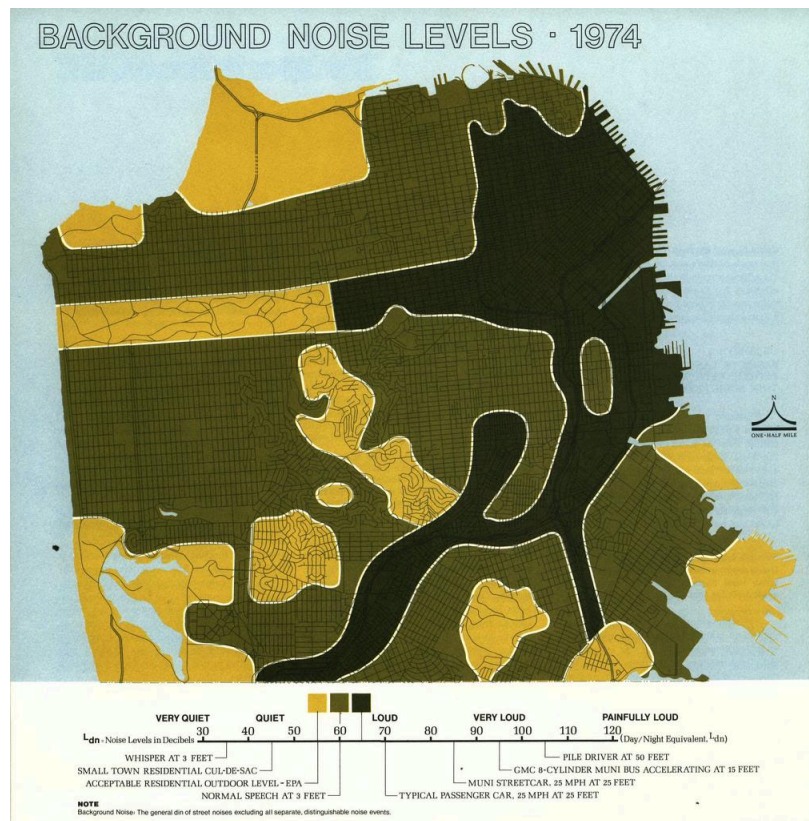 BACKGROUND NOISE LEVELS · 1974
N
ONE-HALF MILE
VERY QUIET QUIET LOUD VERY LOUD PAINFULLY LOUD
Ldn - Noise Levels in Decibels 30 40 50 60 70 80 90 100 110 120 (Day/Night Equivalent, Ldn)
WHISPER AT 3 FEET PILE DRIVER AT 50 FEET
SMALL TOWN RESIDENTIAL CUL-DE-SAC GMC 8-CYLINDER MUNI BUS ACCELERATING AT 15 FEET
ACCEPTABLE RESIDENTIAL OUTDOOR LEVEL - EPA MUNI STREETCAR, 25 MPH AT 25 FEET
NORMAL SPEECH AT 3 FEET TYPICAL PASSENGER CAR, 25 MPH AT 25 FEET
NOTE
Background Noise: The general din of street noises excluding all separate, distinguishable noise events.